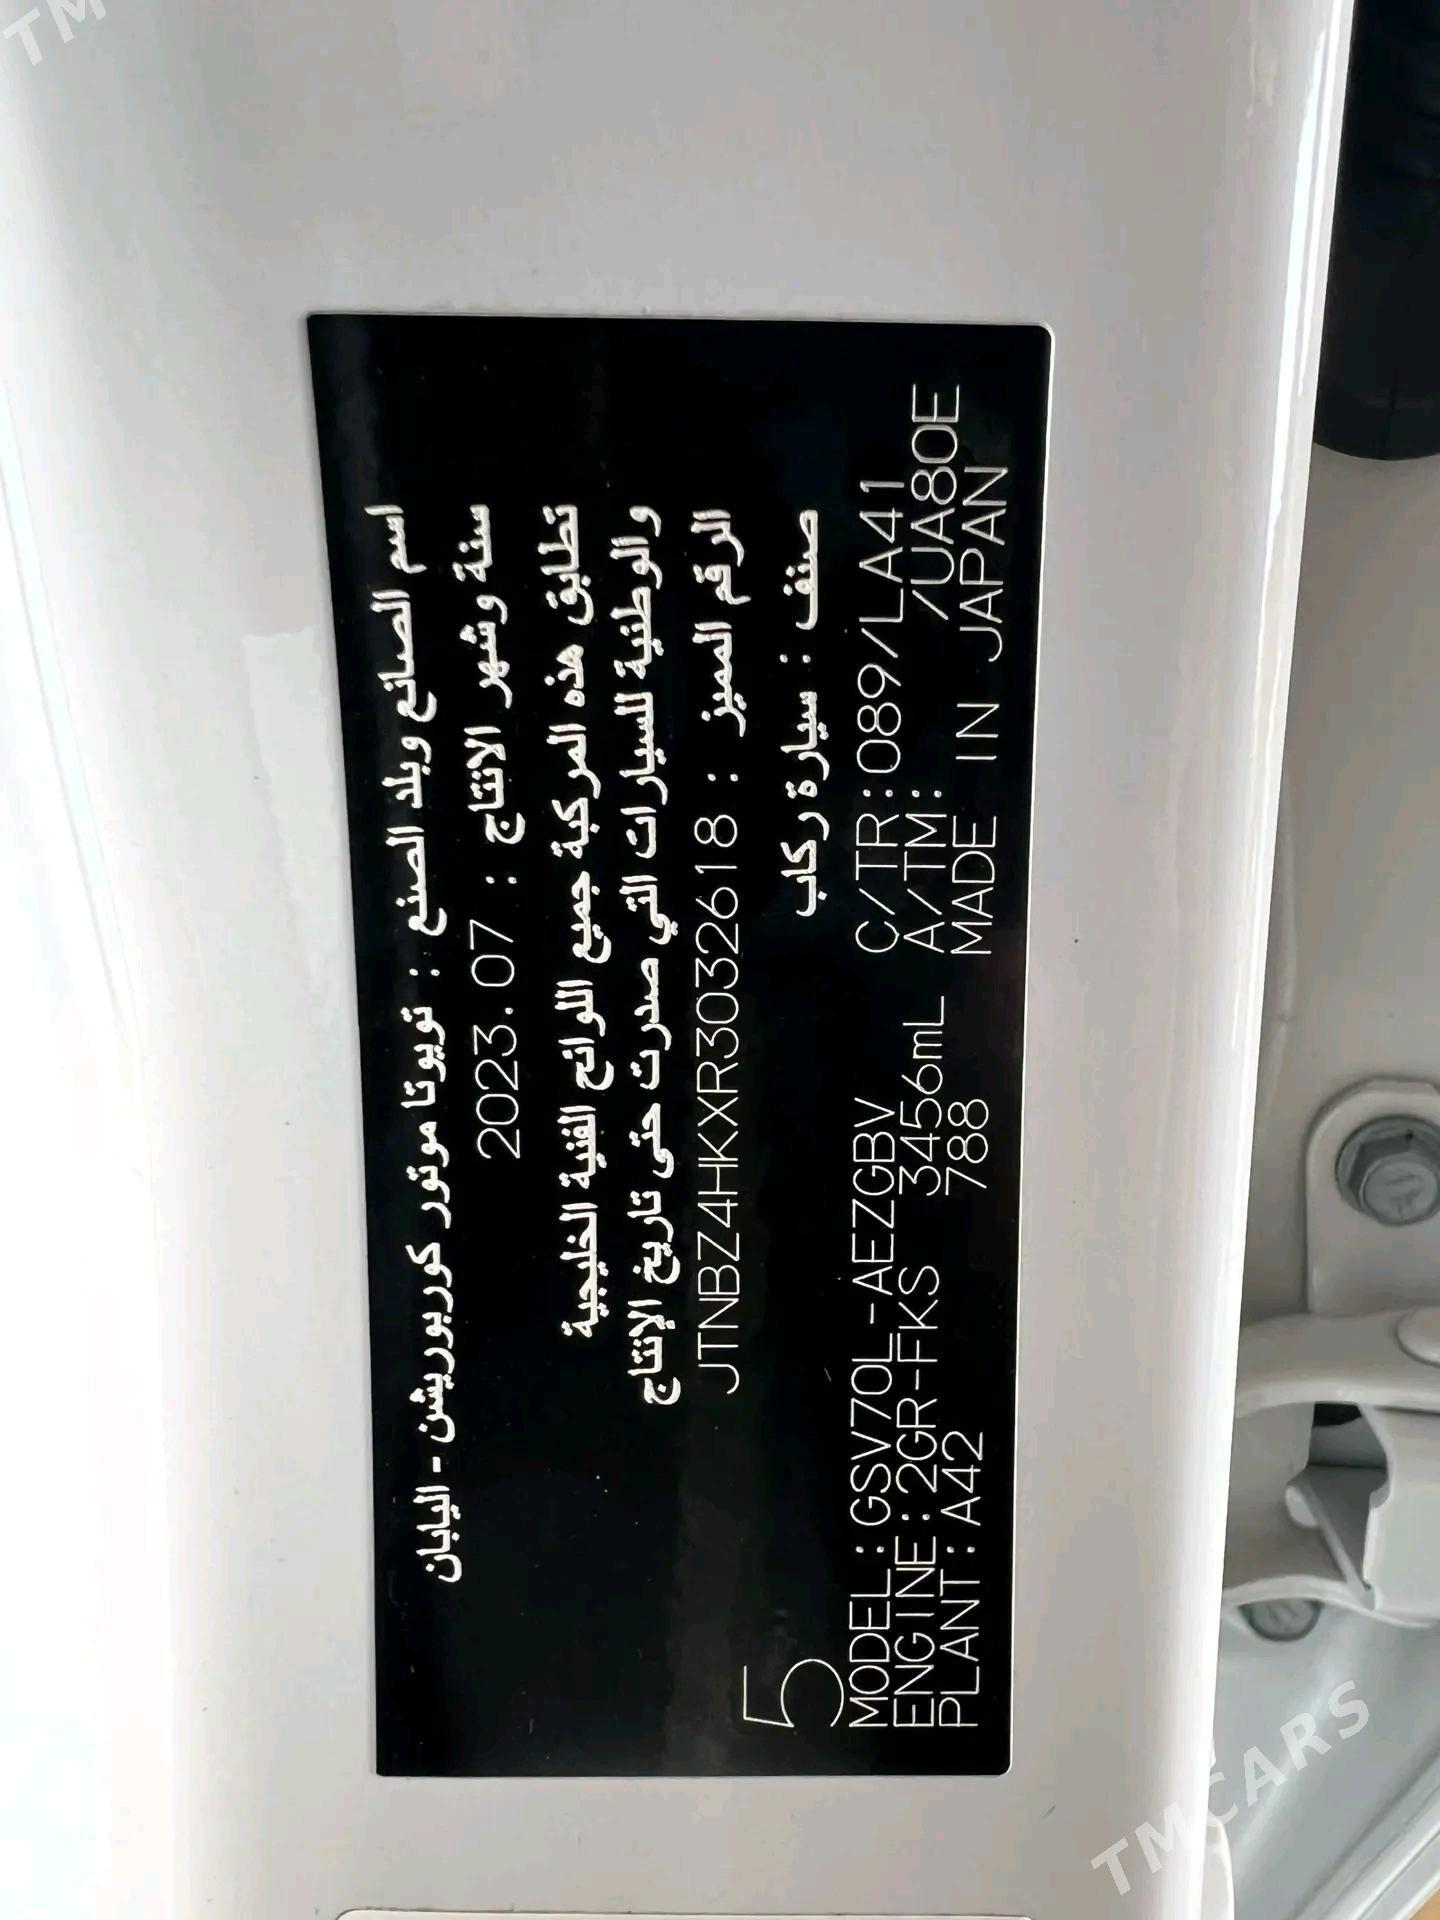 اسم الصانع وبلد الصنع : تويوتا موتور كوربوريشن - اليابان
سنة وشهر الانتاج : 2023.07
تطابق هذه المركبة جميع اللوائح الفنية الخليجية
والوطنية للسيارات التي صدرت حتى تاريخ الإنتاج
الرقم المميز : JTNBZ4HKXR3032618
صنف : سيارة ركاب
5
MODEL:GSV70L-AEZGBV C/TR:089/LA41
ENGINE:2GR-FKS 3456mL A/TM: /UA80E
PLANT:A42 788 MADE IN JAPAN
TMCARS
TM